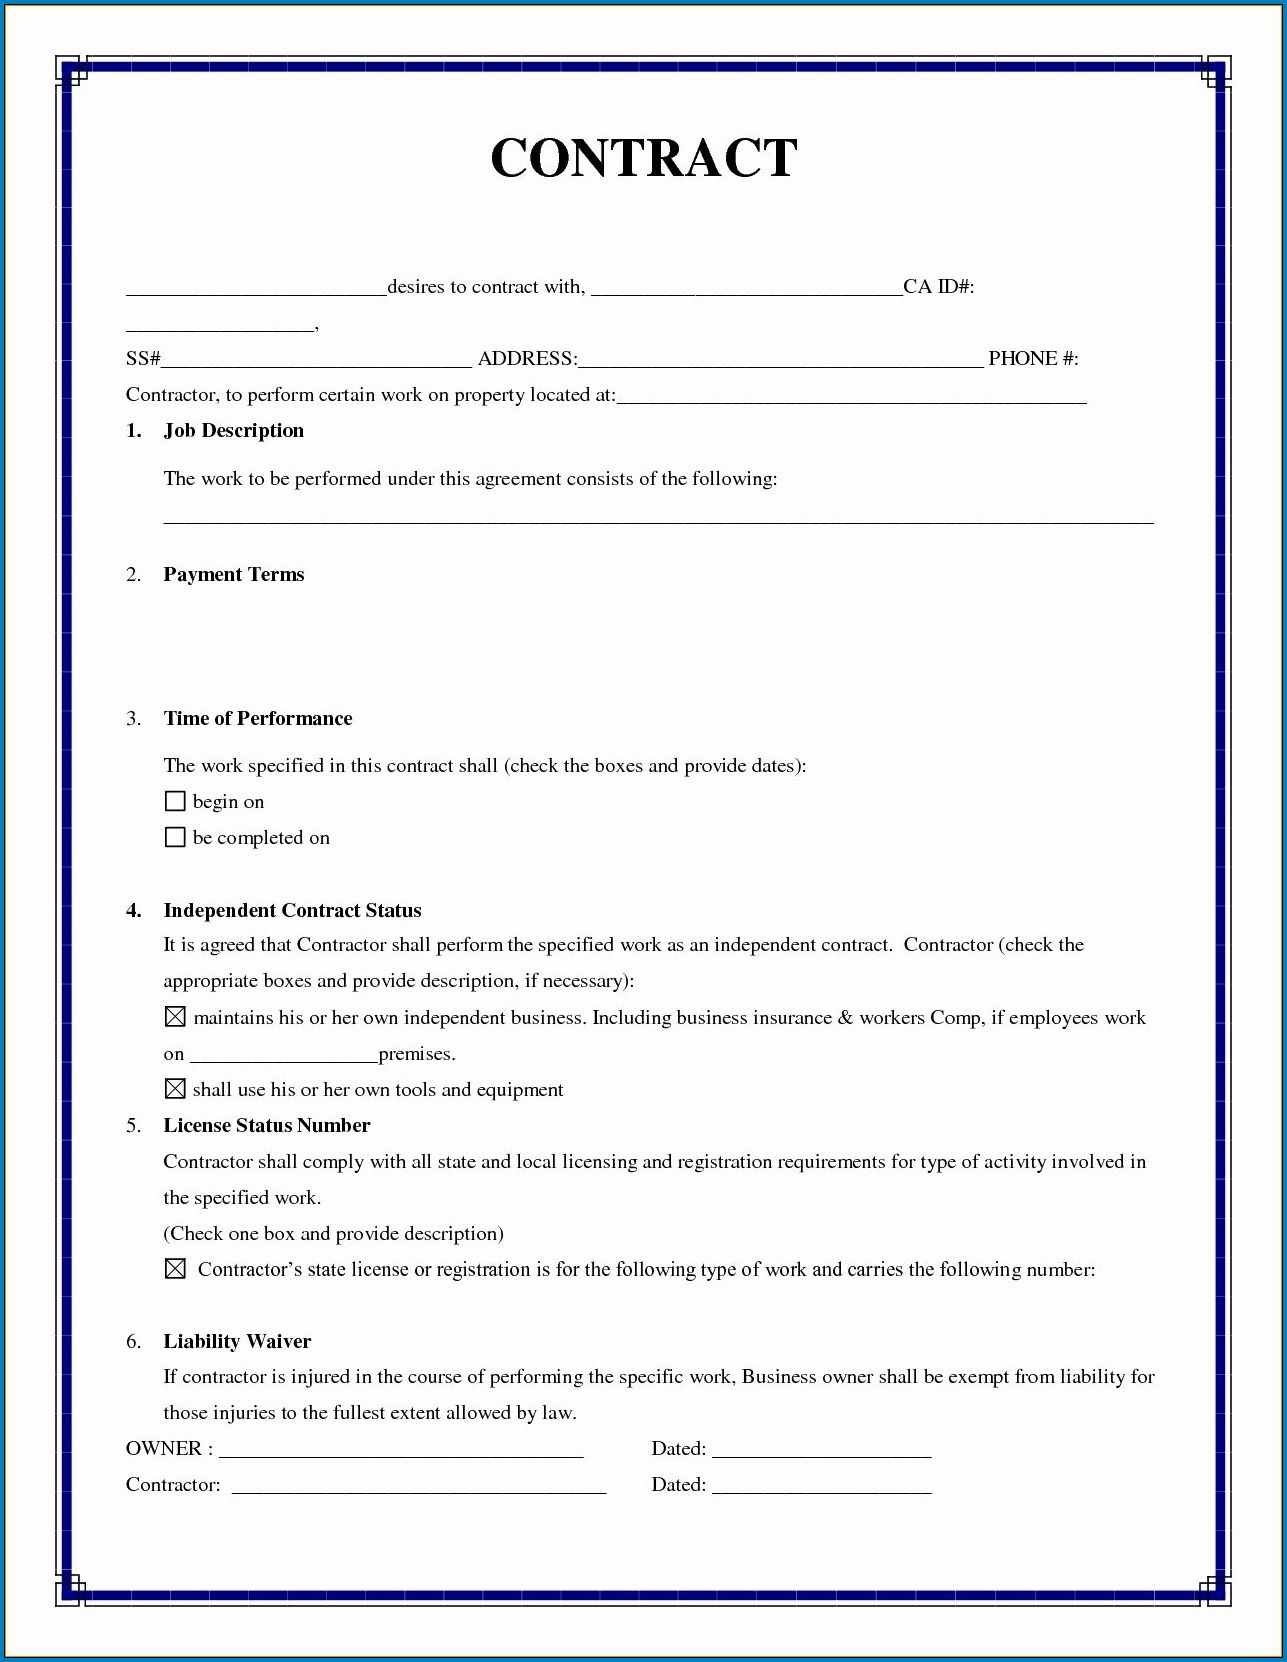 CONTRACT
_________________________desires to contract with, ______________________________CA ID#:
__________________,
SS#______________________________ ADDRESS:_______________________________________ PHONE #:
Contractor, to perform certain work on property located at:_____________________________________________
1. Job Description
The work to be performed under this agreement consists of the following:
_______________________________________________________________________________________________
2. Payment Terms
3. Time of Performance
The work specified in this contract shall (check the boxes and provide dates):
☐ begin on
☐ be completed on
4. Independent Contract Status
It is agreed that Contractor shall perform the specified work as an independent contract. Contractor (check the
appropriate boxes and provide description, if necessary):
☒ maintains his or her own independent business. Including business insurance & workers Comp, if employees work
on __________________premises.
☒ shall use his or her own tools and equipment
5. License Status Number
Contractor shall comply with all state and local licensing and registration requirements for type of activity involved in
the specified work.
(Check one box and provide description)
☒ Contractor's state license or registration is for the following type of work and carries the following number:
6. Liability Waiver
If contractor is injured in the course of performing the specific work, Business owner shall be exempt from liability for
those injuries to the fullest extent allowed by law.
OWNER : ___________________________________ Dated: _____________________
Contractor: ____________________________________ Dated: _____________________